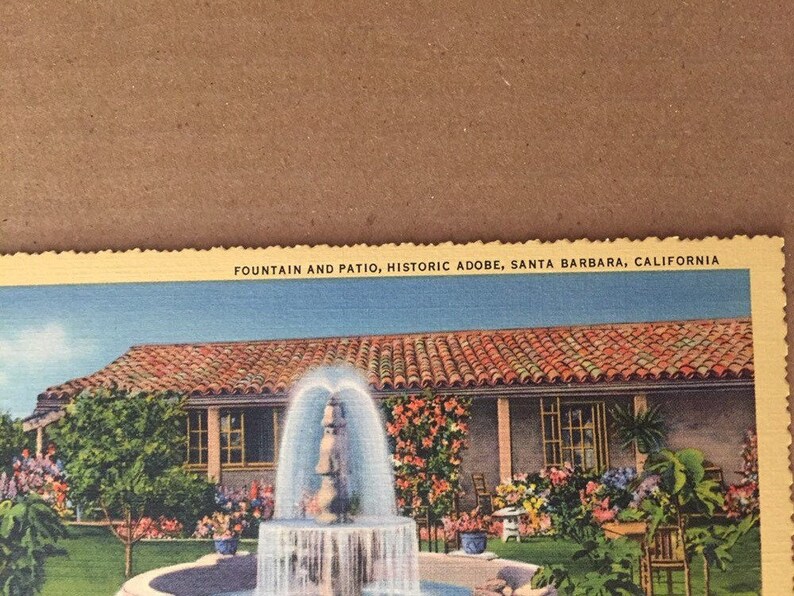 FOUNTAIN AND PATIO, HISTORIC ADOBE, SANTA BARBARA, CALIFORNIA